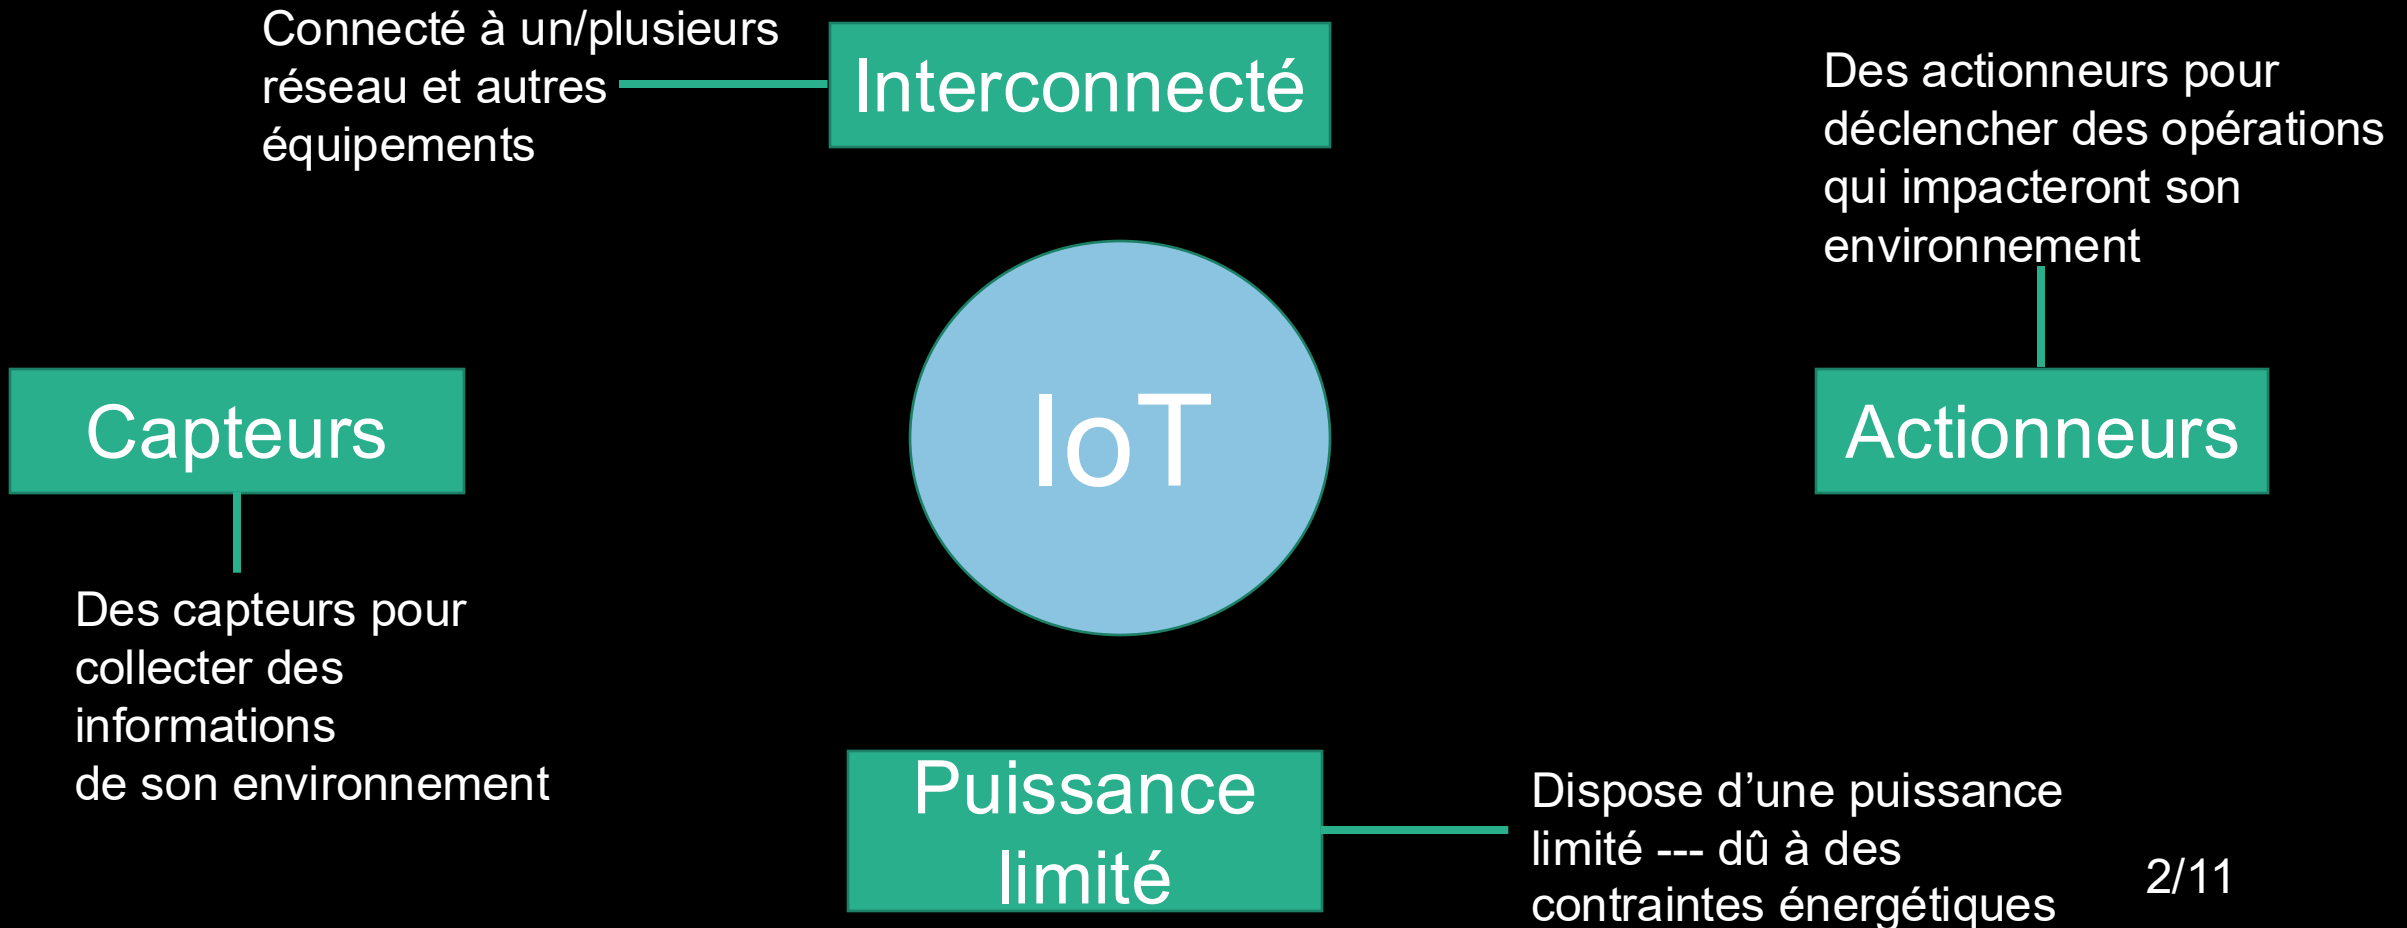 Connecté à un/plusieurs
réseau et autres
équipements
Interconnecté
Des actionneurs pour
déclencher des opérations
qui impacteront son
environnement
Capteurs
IoT
Actionneurs
Des capteurs pour
collecter des
informations
de son environnement
Puissance
limité
Dispose d’une puissance
limité --- dû à des
contraintes énergétiques
2/11